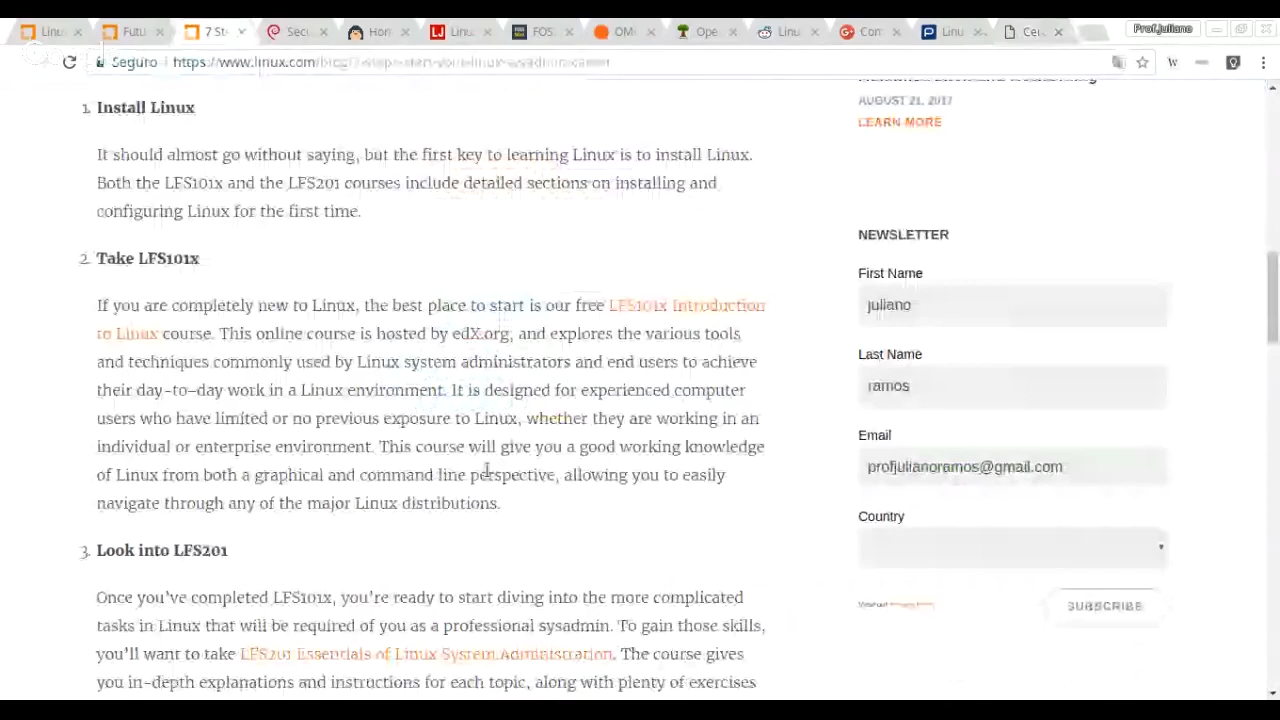 Linu
Futu
7 St
Secu
Hom
Linu
FOS
OM
Ope
Linu
Con
Linu
Cer
Prof.Juliano
Seguro
https://www.linux.com/blog/7-steps-start-your-linux-sysadmin-career
AUGUST 21, 2017
LEARN MORE
1. Install Linux
It should almost go without saying, but the first key to learning Linux is to install Linux.
Both the LFS101x and the LFS201 courses include detailed sections on installing and
configuring Linux for the first time.
2. Take LFS101x
If you are completely new to Linux, the best place to start is our free LFS101x Introduction
to Linux course. This online course is hosted by edX.org, and explores the various tools
and techniques commonly used by Linux system administrators and end users to achieve
their day-to-day work in a Linux environment. It is designed for experienced computer
users who have limited or no previous exposure to Linux, whether they are working in an
individual or enterprise environment. This course will give you a good working knowledge
of Linux from both a graphical and command line perspective, allowing you to easily
navigate through any of the major Linux distributions.
3. Look into LFS201
Once you've completed LFS101x, you're ready to start diving into the more complicated
tasks in Linux that will be required of you as a professional sysadmin. To gain those skills,
you'll want to take LFS201 Essentials of Linux System Administration. The course gives
you in-depth explanations and instructions for each topic, along with plenty of exercises
NEWSLETTER
First Name
juliano
Last Name
ramos
Email
profjulianoramos@gmail.com
Country
SUBSCRIBE